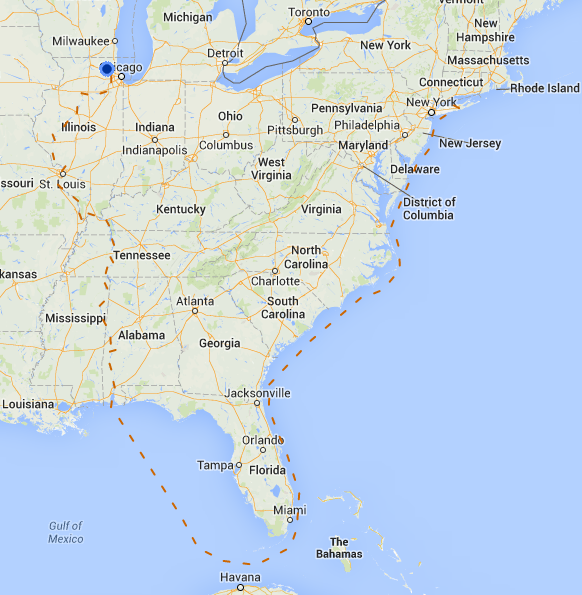 Michigan
Toronto
Vermont
New
Hampshire
Milwaukee
Detroit
New York
Massachusetts
cago
Connecticut
Rhode Island
Pennsylvania
New York
Illinois
Indiana
Ohio
Pittsburgh
Philadelphia
Indianapolis
Columbus
Maryland
New Jersey
West
Virginia
Delaware
ssouri
St. Louis
District of
Columbia
Kentucky
Virginia
Tennessee
North
Carolina
kansas
Charlotte
Atlanta
South
Carolina
Mississippi
Alabama
Georgia
Louisiana
Jacksonville
Orlando
Tampa
Florida
Miami
Gulf of
Mexico
The
Bahamas
Havana